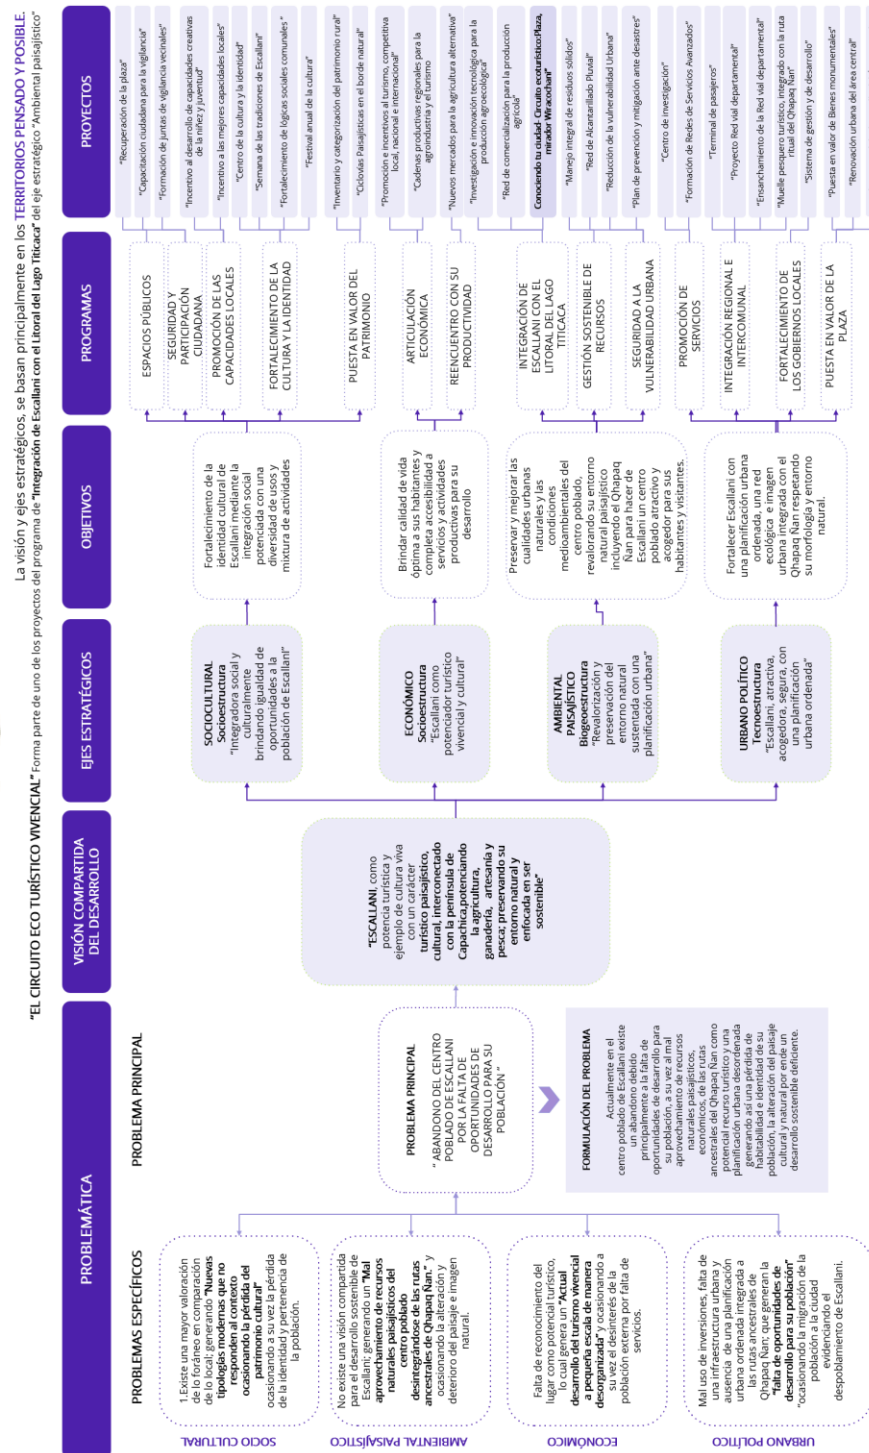 La visión y ejes estratégicos, se basan principalmente en los TERRITORIOS PENSADO Y POSIBLE.
"EL CIRCUITO ECO TURÍSTICO VIVENCIAL" Forma parte de uno de los proyectos del programa de "Integración de Escallani con el Litoral del Lago Titicaca" del eje estratégico "Ambiental paisajístico"
PROBLEMÁTICA
VISIÓN COMPARTIDA
DEL DESARROLLO
EJES ESTRATÉGICOS
OBJETIVOS
PROGRAMAS
PROYECTOS
PROBLEMAS ESPECÍFICOS
PROBLEMA PRINCIPAL
SOCIO CULTURAL
1.Existe una mayor valoración
de lo foráneo en comparación
de lo local; generando "Nuevas
tipologías modernas que no
responden al contexto
ocasionando la pérdida del
patrimonio cultural"
ocasionando a su vez la pérdida
de la identidad y pertenencia de
la población.
AMBIENTAL PAISAJÍSTICO
No existe una visión compartida
para el desarrollo sostenible de
Escallani; generando un "Mal
aprovechamiento de recursos
naturales paisajísticos del
centro poblado
desintegrándose de las rutas
ancestrales de Qhapaq Ñan." y
ocasionando la alteración y
deterioro del paisaje e imagen
natural.
ECONÓMICO
Falta de reconocimiento del
lugar como potencial turístico,
lo cual genera un "Actual
desarrollo del turismo vivencial
a pequeña escala de manera
desorganizada" y ocasionando a
su vez el desinterés de la
población externa por falta de
servicios.
URBANO POLÍTICO
Mal uso de inversiones, falta de
una infraestructura urbana y
ausencia de una planificación
urbana ordenada integrada a
las rutas ancestrales de
Qhapaq Ñan; que generan la
"falta de oportunidades de
desarrollo para su población"
"ocasionando la migración de la
población a la ciudad
evidenciando el
despoblamiento de Escallani.
PROBLEMA PRINCIPAL
" ABANDONO DEL CENTRO
POBLADO DE ESCALLANI
POR LA FALTA DE
OPORTUNIDADES DE
DESARROLLO PARA SU
POBLACIÓN "
FORMULACIÓN DEL PROBLEMA
Actualmente en el
centro poblado de Escallani existe
un abandono debido
principalmente a la falta de
oportunidades de desarrollo para
su población, a su vez al mal
aprovechamiento de recursos
naturales paisajísticos,
económicos, de las rutas
ancestrales del Qhapaq Ñan como
potencial recurso turístico y una
planificación urbana desordenada
generando así una pérdida de
habitabilidad e identidad de su
población, la alteración del paisaje
cultural y natural por ende un
desarrollo sostenible deficiente.
"ESCALLANI, como
potencia turística y
ejemplo de cultura viva
con un carácter
turístico paisajístico,
cultural, interconectado
con la península de
Capachica,potenciando
la agricultura,
ganadería, artesanía y
pesca; preservando su
entorno natural y
enfocada en ser
sostenible"
SOCIOCULTURAL
Socioestructura
"Integradora social y
culturalmente
brindando igualdad de
oportunidades a la
población de Escallani"
ECONÓMICO
Socioestructura
"Escallani como
potenciador turístico
vivencial y cultural"
AMBIENTAL
PAISAJÍSTICO
Biogeoestructura
"Revalorización y
preservación del
entorno natural
sustentada con una
planificación urbana"
URBANO POLÍTICO
Tecnoestructura
"Escallani, atractiva,
acogedora, segura, con
una planificación
urbana ordenada"
Fortalecimiento de la
identidad cultural de
Escallani mediante la
integración social
potenciada con una
diversidad de usos y
mixtura de actividades
Brindar calidad de vida
óptima a sus habitantes y
completa accesibilidad a
servicios y actividades
productivas para su
desarrollo
Preservar y mejorar las
cualidades urbanas
naturales y las
condiciones
medioambientales del
centro poblado,
revalorando su entorno
natural paisajístico
incluyendo el Qhapaq
Ñan para hacer de
Escallani un centro
poblado atractivo y
acogedor para sus
habitantes y visitantes.
Fortalecer Escallani con
una planificación urbana
ordenada, una red
ecológica e imagen
urbana integrada con el
Qhapaq Ñan respetando
su morfología y entorno
natural.
ESPACIOS PÚBLICOS
SEGURIDAD Y
PARTICIPACIÓN
CIUDADANA
PROMOCIÓN DE LAS
CAPACIDADES LOCALES
FORTALECIMIENTO DE LA
CULTURA Y LA IDENTIDAD
PUESTA EN VALOR DEL
PATRIMONIO
ARTICULACIÓN
ECONÓMICA
REENCUENTRO CON SU
PRODUCTIVIDAD
INTEGRACIÓN DE
ESCALLANI CON EL
LITORAL DEL LAGO
TITICACA
GESTIÓN SOSTENIBLE DE
RECURSOS
SEGURIDAD A LA
VULNERABILIDAD URBANA
PROMOCIÓN DE
SERVICIOS
INTEGRACIÓN REGIONAL E
INTERCOMUNAL
FORTALECIMIENTO DE
LOS GOBIERNOS LOCALES
PUESTA EN VALOR DE LA
PLAZA
"Recuperación de la plaza"
"Capacitación ciudadana para la vigilancia"
"Formación de juntas de vigilancia vecinales"
"Incentivo al desarrollo de capacidades creativas
de la niñez y juventud"
"Incentivo a las mejores capacidades locales"
"Centro de la cultura y la identidad"
"Semana de las tradiciones de Escallani"
"Fortalecimiento de lógicas sociales comunales "
"Festival anual de la cultura"
"Inventario y categorización del patrimonio rural"
"Ciclovías Paisajísticas en el borde natural"
"Promoción e incentivos al turismo, competitiva
local, nacional e internacional"
"Cadenas productivas regionales para la
agroindustria y el turismo
"Nuevos mercados para la agricultura alternativa"
"Investigación e innovación tecnológica para la
producción agroecológica"
"Red de comercialización para la producción
agrícola"
Conociendo tu ciudad- Circuito ecoturístico:Plaza,
mirador Wiracochani"
"Manejo integral de residuos solidos"
"Red de Alcantarillado Pluvial"
"Reducción de la vulnerabilidad Urbana"
"Plan de prevención y mitigación ante desastres"
"Centro de investigación"
"Formación de Redes de Servicios Avanzados"
"Terminal de pasajeros"
"Proyecto Red vial departamental"
"Ensanchamiento de la Red vial departamental"
"Muelle pesquero turístico, integrado con la ruta
ritual del Qhapaq Ñan"
"Sistema de gestión y de desarrollo"
"Puesta en valor de Bienes monumentales"
"Renovación urbana del área central"